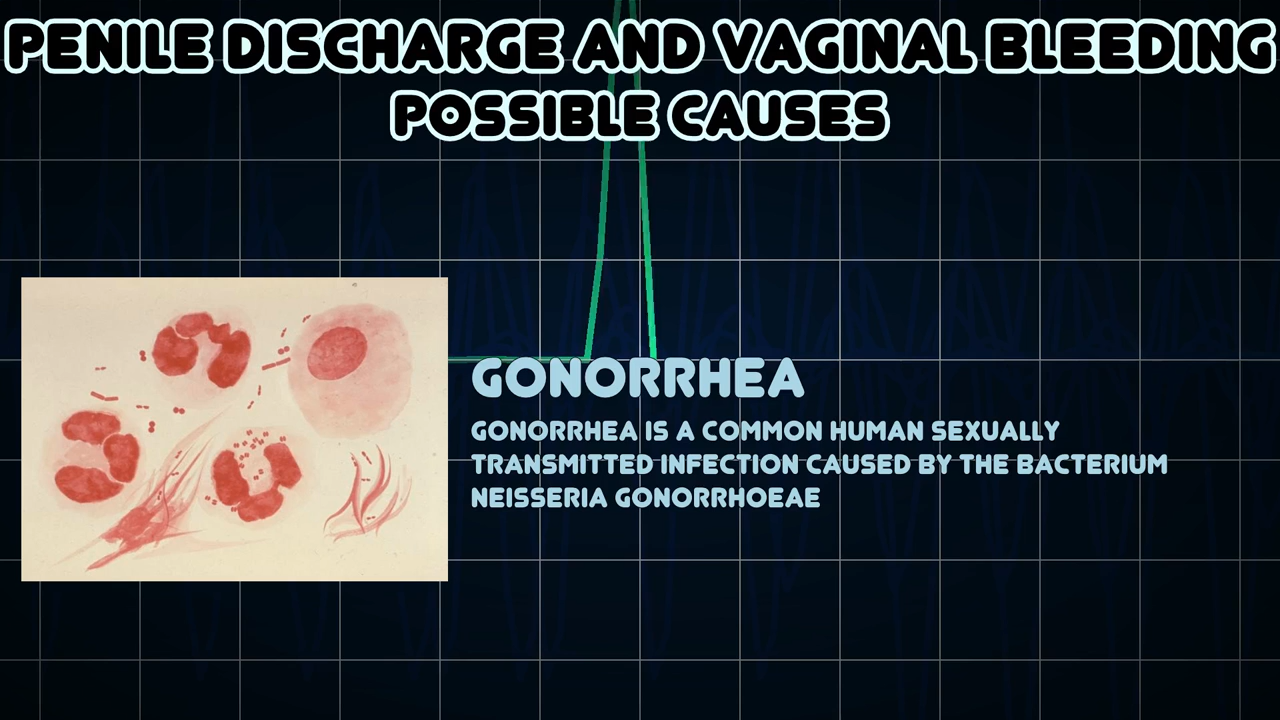 PENILE DISCHARGE AND VAGINAL BLEEDING
POSSIBLE CAUSES
GONORRHEA
GONORRHEA IS A COMMON HUMAN SEXUALLY
TRANSMITTED INFECTION CAUSED BY THE BACTERIUM
NEISSERIA GONORRHOEAE